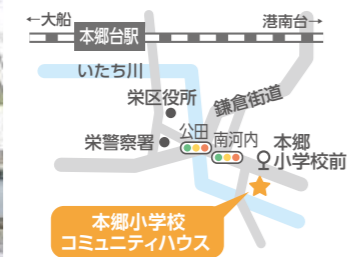 ←大船
港南台→
本郷台駅
いたち川
栄区役所
鎌倉街道
公田
南河内
栄警察署
本郷
小学校前
本郷小学校
コミュニティハウス